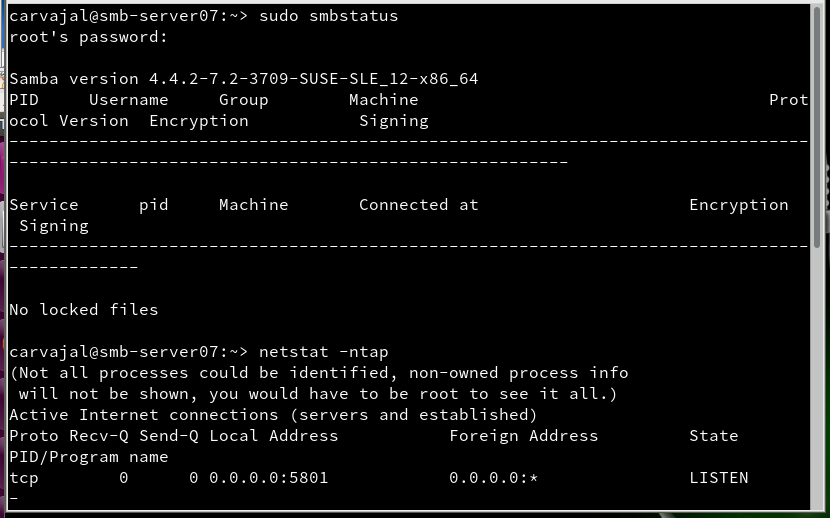 carvajal@smb-server07:~> sudo smbstatus
root's password:
Samba version 4.4.2-7.2-3709-SUSE-SLE_12-x86_64
PID     Username     Group        Machine                                   Prot
ocol Version  Encryption           Signing
--------------------------------------------------------------------------------
--------------------------------------------------------
Service      pid     Machine       Connected at                     Encryption
 Signing
--------------------------------------------------------------------------------
-------------
No locked files
carvajal@smb-server07:~> netstat -ntap
(Not all processes could be identified, non-owned process info
 will not be shown, you would have to be root to see it all.)
Active Internet connections (servers and established)
Proto Recv-Q Send-Q Local Address           Foreign Address         State
PID/Program name
tcp        0      0 0.0.0.0:5801            0.0.0.0:*               LISTEN
-